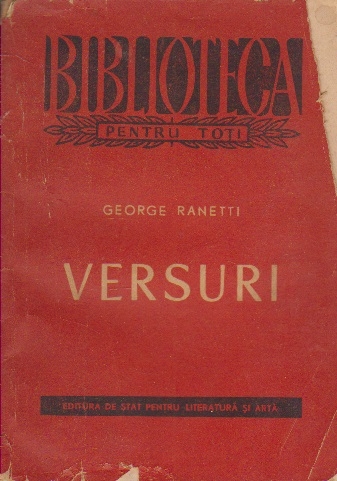 BIBLIOTECA
PENTRU TOȚI
GEORGE RANETTI
VERSURI
EDITURA DE STAT PENTRU LITERATURĂ ȘI ARTĂ